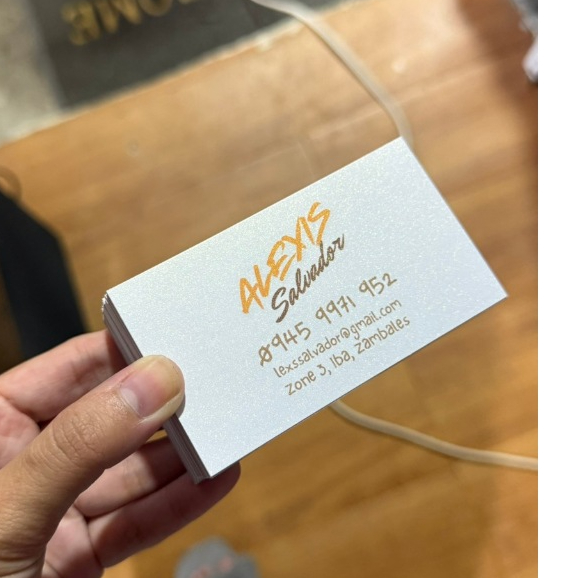 ALEXIS
Salvador
0945 9971 952
lexssalvador@gmail.com
Zone 3, Iba, Zambales